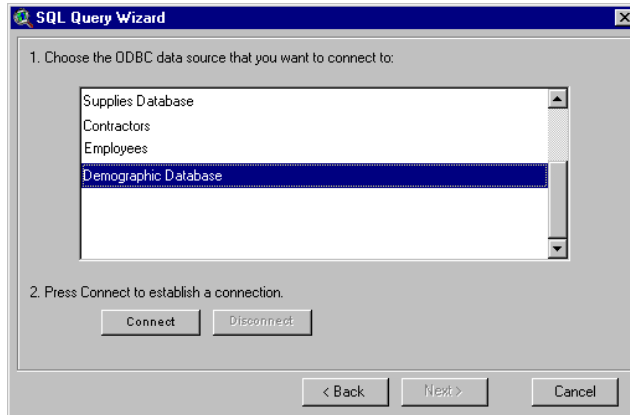 SQL Query Wizard
1. Choose the ODBC data source that you want to connect to:
Supplies Database
Contractors
Employees
Demographic Database
2. Press Connect to establish a connection.
Connect Disconnect
< Back Next > Cancel